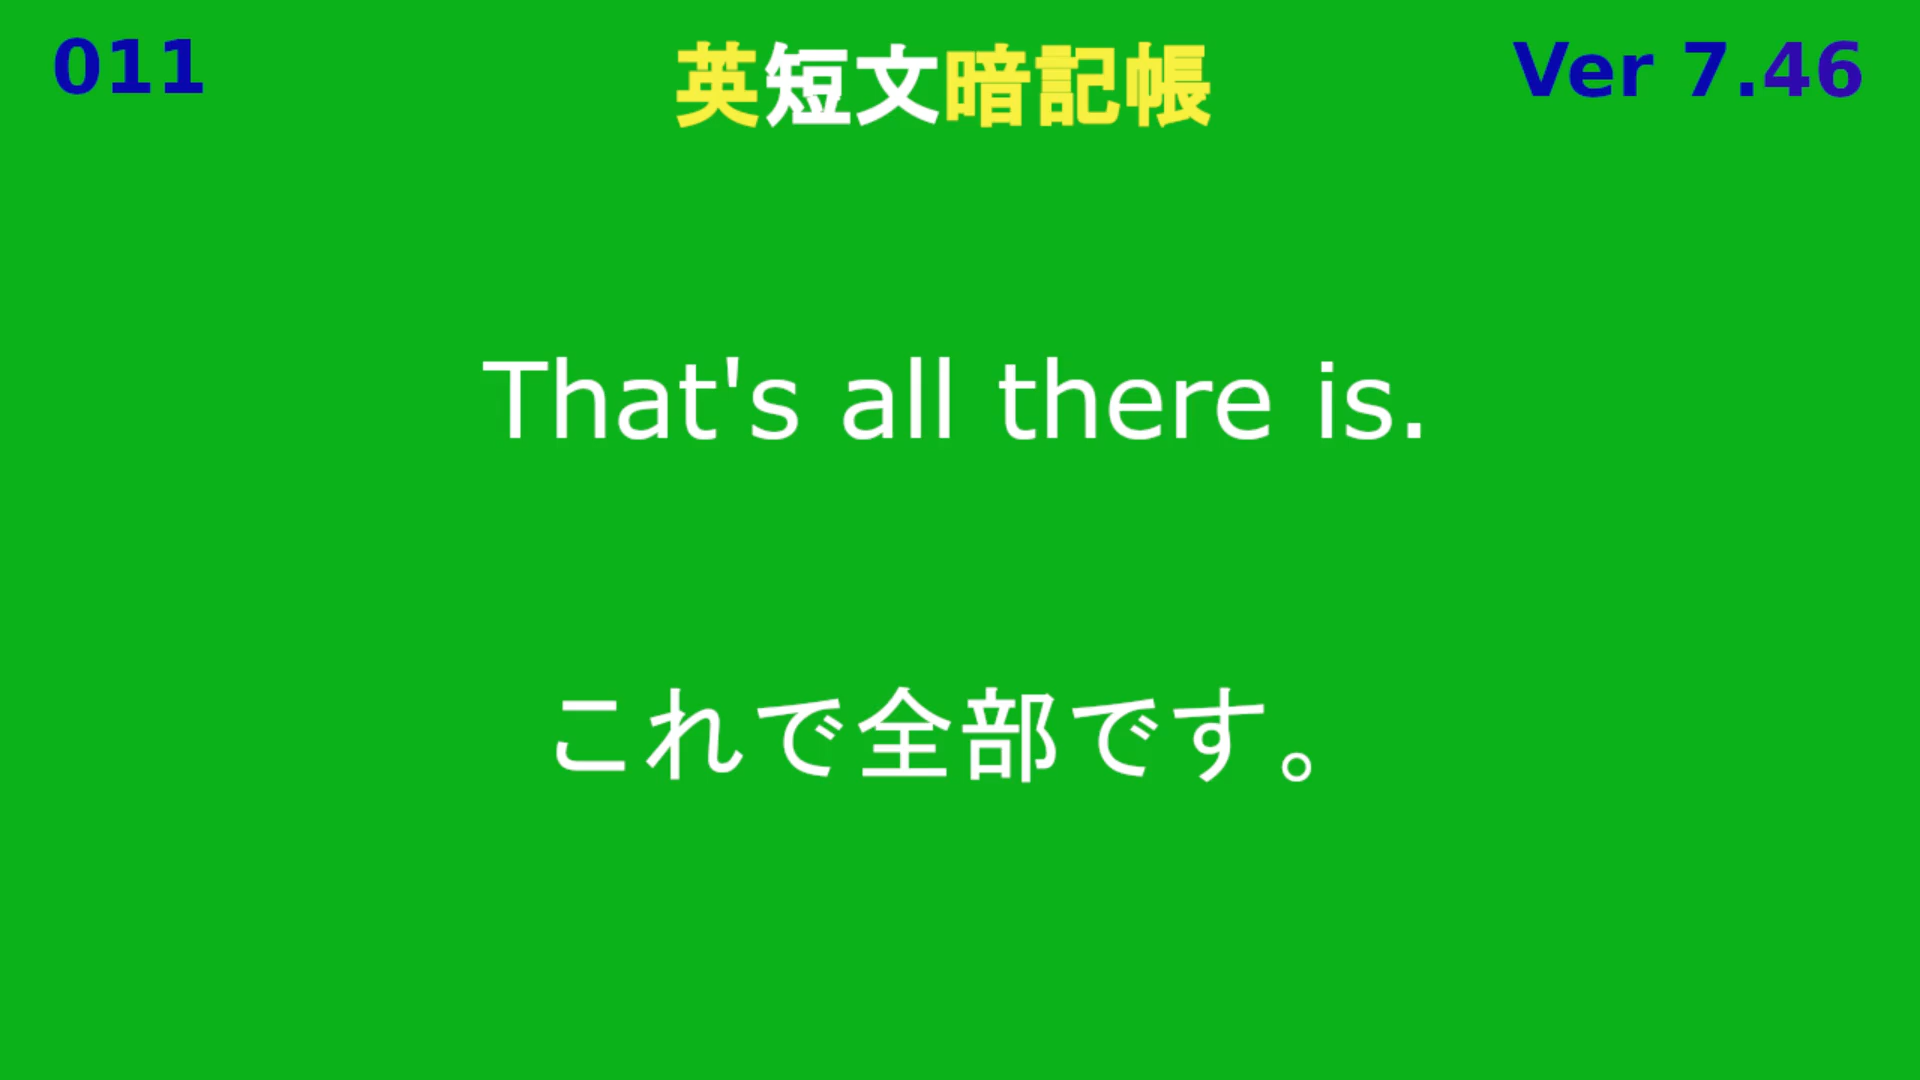 011
英短文暗記帳
Ver 7.46
That's all there is.
これで全部です。